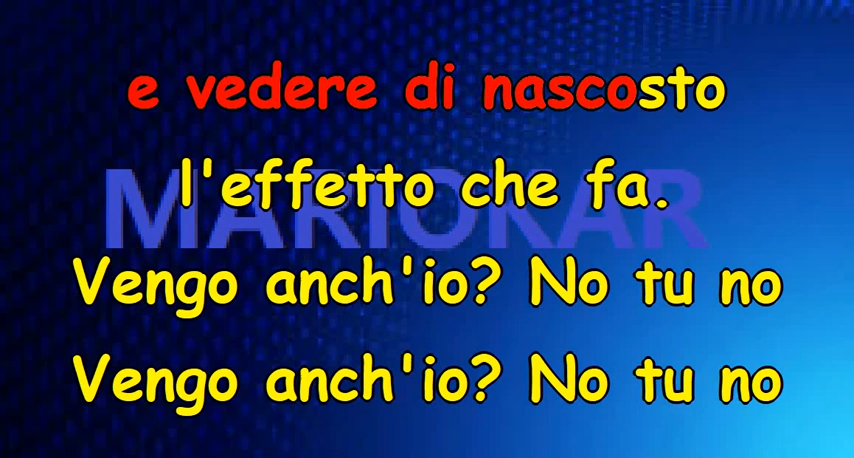 e vedere di nascosto
l'effetto che fa.
MARIOKAR
Vengo anch'io? No tu no
Vengo anch'io? No tu no